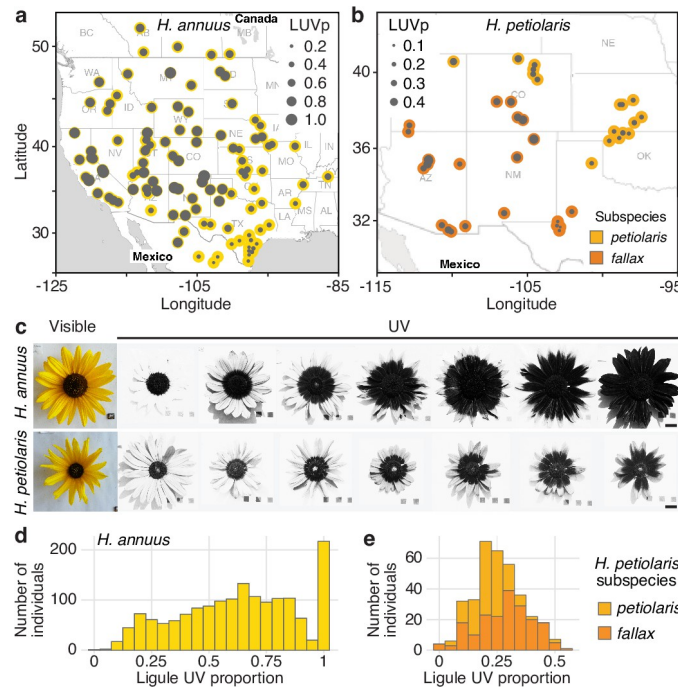 a
H. annuus
Canada
LUVp
0.2
0.4
0.6
0.8
1.0
BC
AB
MB
WA
MT
MN
OR
ID
WY
NV
UT
CO
NE
IL
IN
MO
AZ
AR
TN
TX
LA
MS
AL
Mexico
50
40
30
Latitude
-125
-105
-85
Longitude
b
H. petiolaris
LUVp
0.1
0.2
0.3
0.4
NE
CO
AZ
NM
OK
Subspecies
petiolaris
fallax
Mexico
40
36
32
-115
-105
-95
Longitude
c
Visible
UV
H. annuus
H. petiolaris
d
H. annuus
Number of
individuals
200
100
0
0
0.25
0.5
0.75
1
Ligule UV proportion
e
Number of
individuals
60
40
20
0
0
0.25
0.5
Ligule UV proportion
H. petiolaris
subspecies
petiolaris
fallax